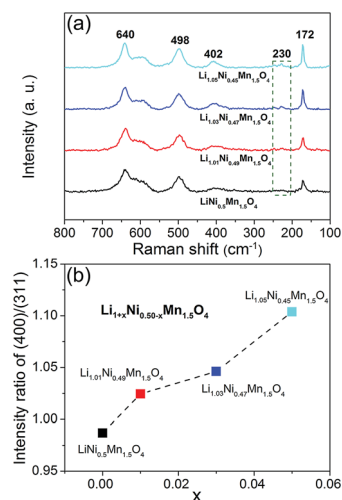 (a)
640
498
402
230
172
Li1.05Ni0.45Mn1.5O4
Li1.03Ni0.47Mn1.5O4
Li1.01Ni0.49Mn1.5O4
LiNi0.5Mn1.5O4
Intensity (a. u.)
800 700 600 500 400 300 200 100
Raman shift (cm-1)
(b)
Li1+xNi0.50-xMn1.5O4
Li1.05Ni0.45Mn1.5O4
Li1.01Ni0.49Mn1.5O4
Li1.03Ni0.47Mn1.5O4
LiNi0.5Mn1.5O4
Intensity ratio of (400)/(311)
1.15
1.10
1.05
1.00
0.95
0.00 0.02 0.04 0.06
X